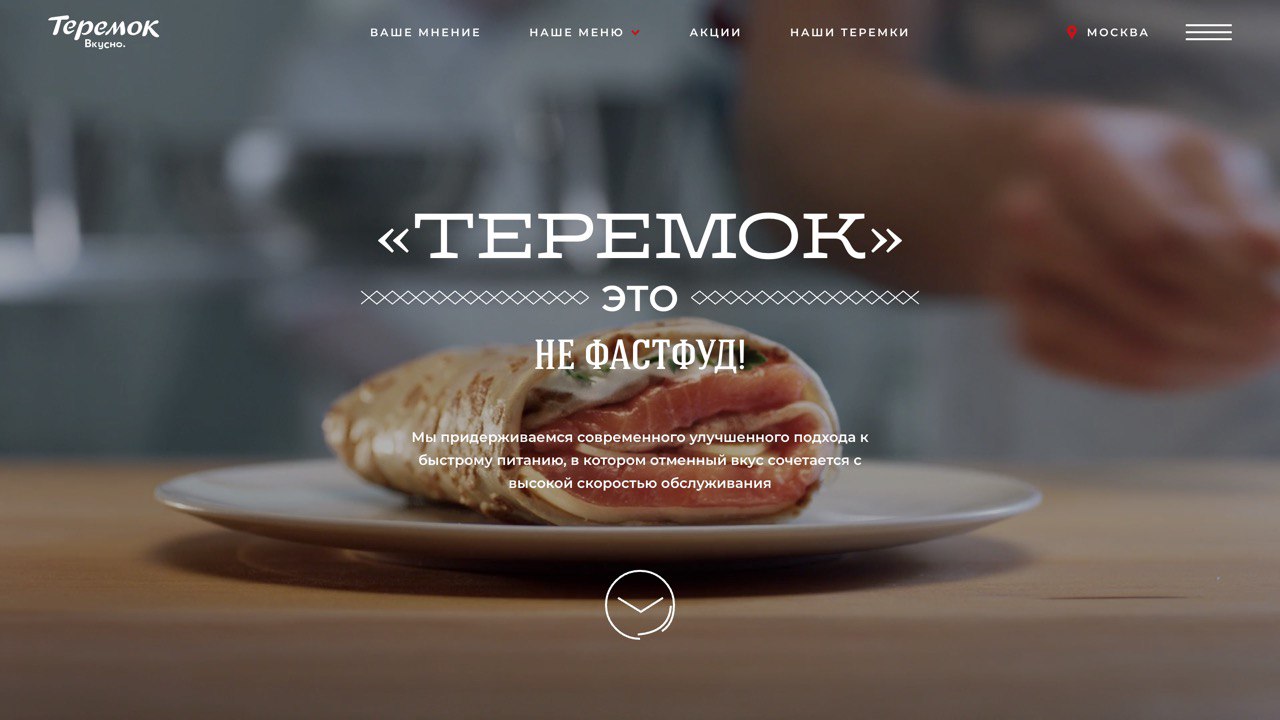 Теремок
Вкусно.
ВАШЕ МНЕНИЕ
НАШЕ МЕНЮ
АКЦИИ
НАШИ ТЕРЕМКИ
МОСКВА
«ТЕРЕМОК»
ЭТО
НЕ ФАСТФУД!
Мы придерживаемся современного улучшенного подхода к
быстрому питанию, в котором отменный вкус сочетается с
высокой скоростью обслуживания